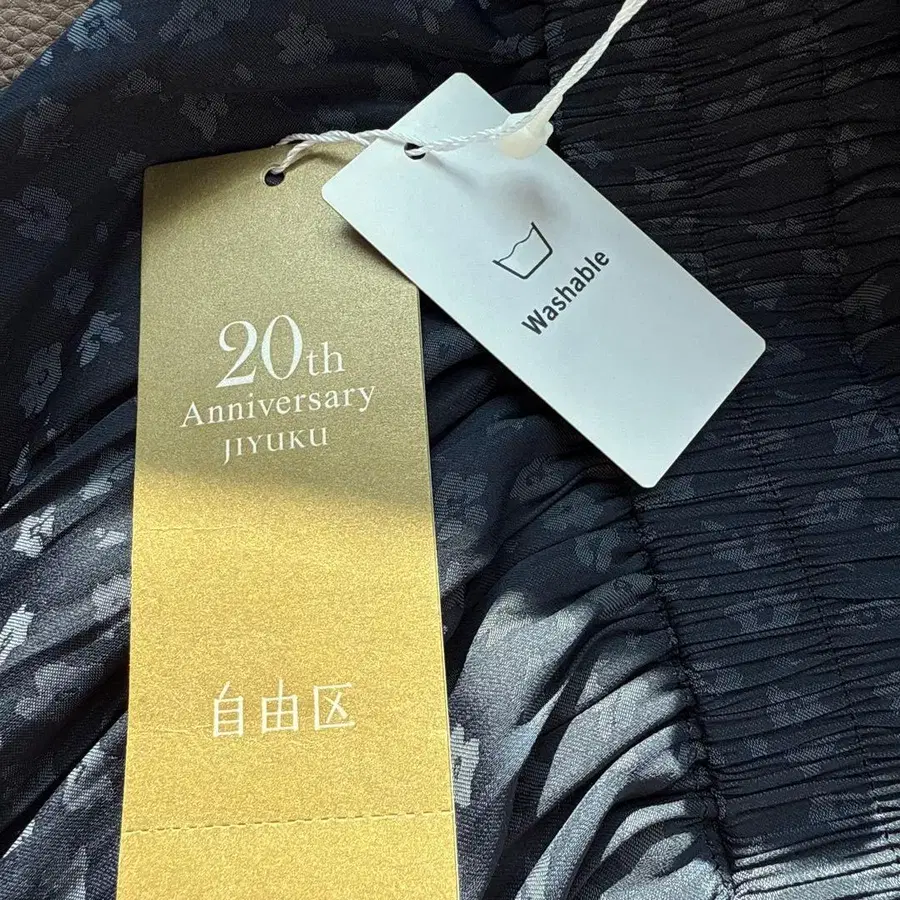 20th
Anniversary
JIYUKU
自由区
Washable